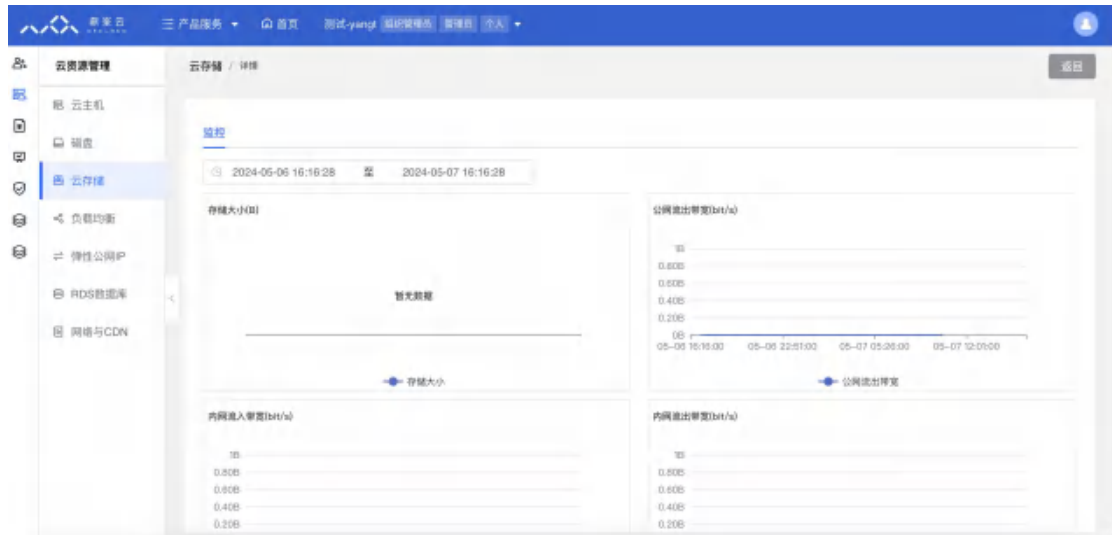 产品服务
首页
测试-yangt 组织管理员 管理员 个人
云资源管理
云存储 / 详情
返回
云主机
磁盘
云存储
负载均衡
弹性公网IP
RDS数据库
网络与CDN
监控
2024-05-06 16:16:28 至 2024-05-07 16:16:28
存储大小(B)
暂无数据
存储大小
公网流出带宽(bit/s)
1B
0.80B
0.60B
0.40B
0.20B
0B
05-06 16:16:00 05-06 22:51:00 05-07 05:26:00 05-07 12:01:00
公网流出带宽
内网流入带宽(bit/s)
1B
0.80B
0.60B
0.40B
0.20B
内网流出带宽(bit/s)
1B
0.80B
0.60B
0.40B
0.20B